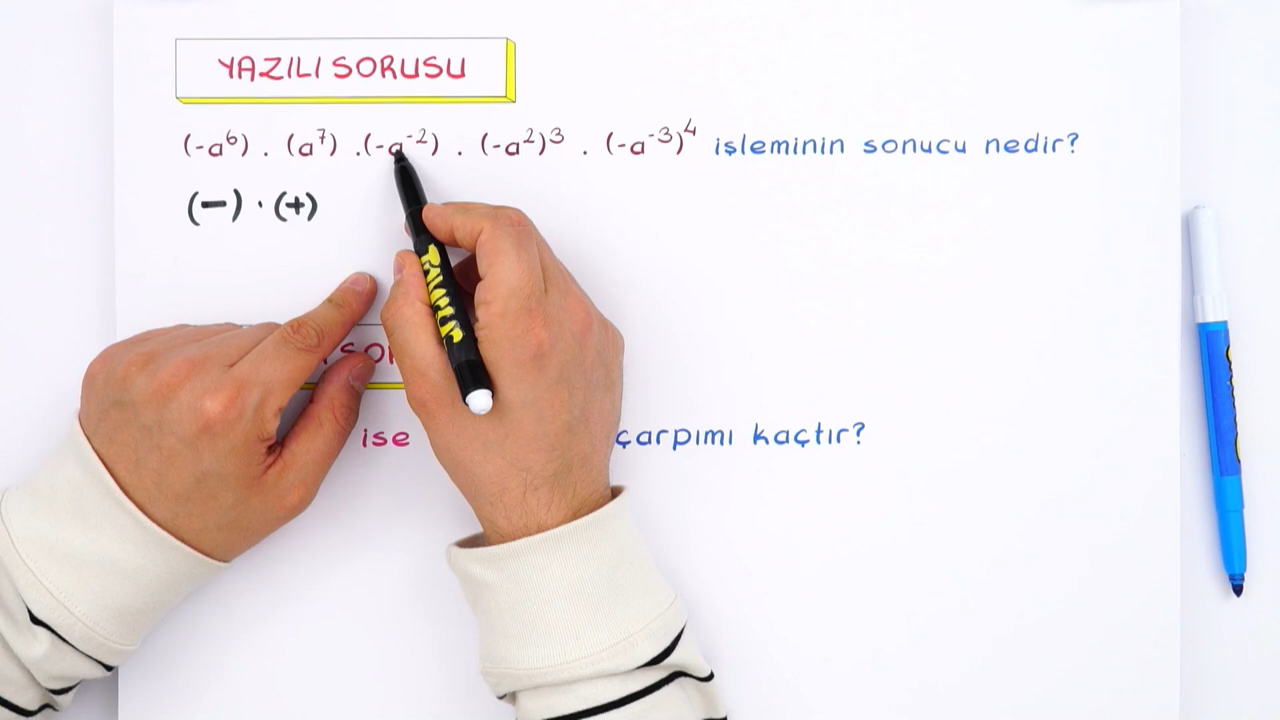 YAZILI SORUSU
(-a⁶) . (a⁷) .(-a⁻²) . (-a²)³ . (-a⁻³)⁴ işleminin sonucu nedir?
(−) · (+)
ise çarpımı kaçtır?